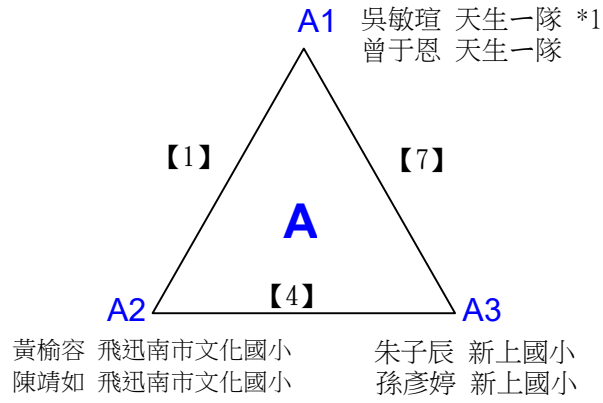 A1 吳敏瑄 天生一隊 *1
曾于恩 天生一隊
【1】 【7】
A
【4】
A2 A3
黃榆容 飛迅南市文化國小 朱子辰 新上國小
陳靖如 飛迅南市文化國小 孫彥婷 新上國小